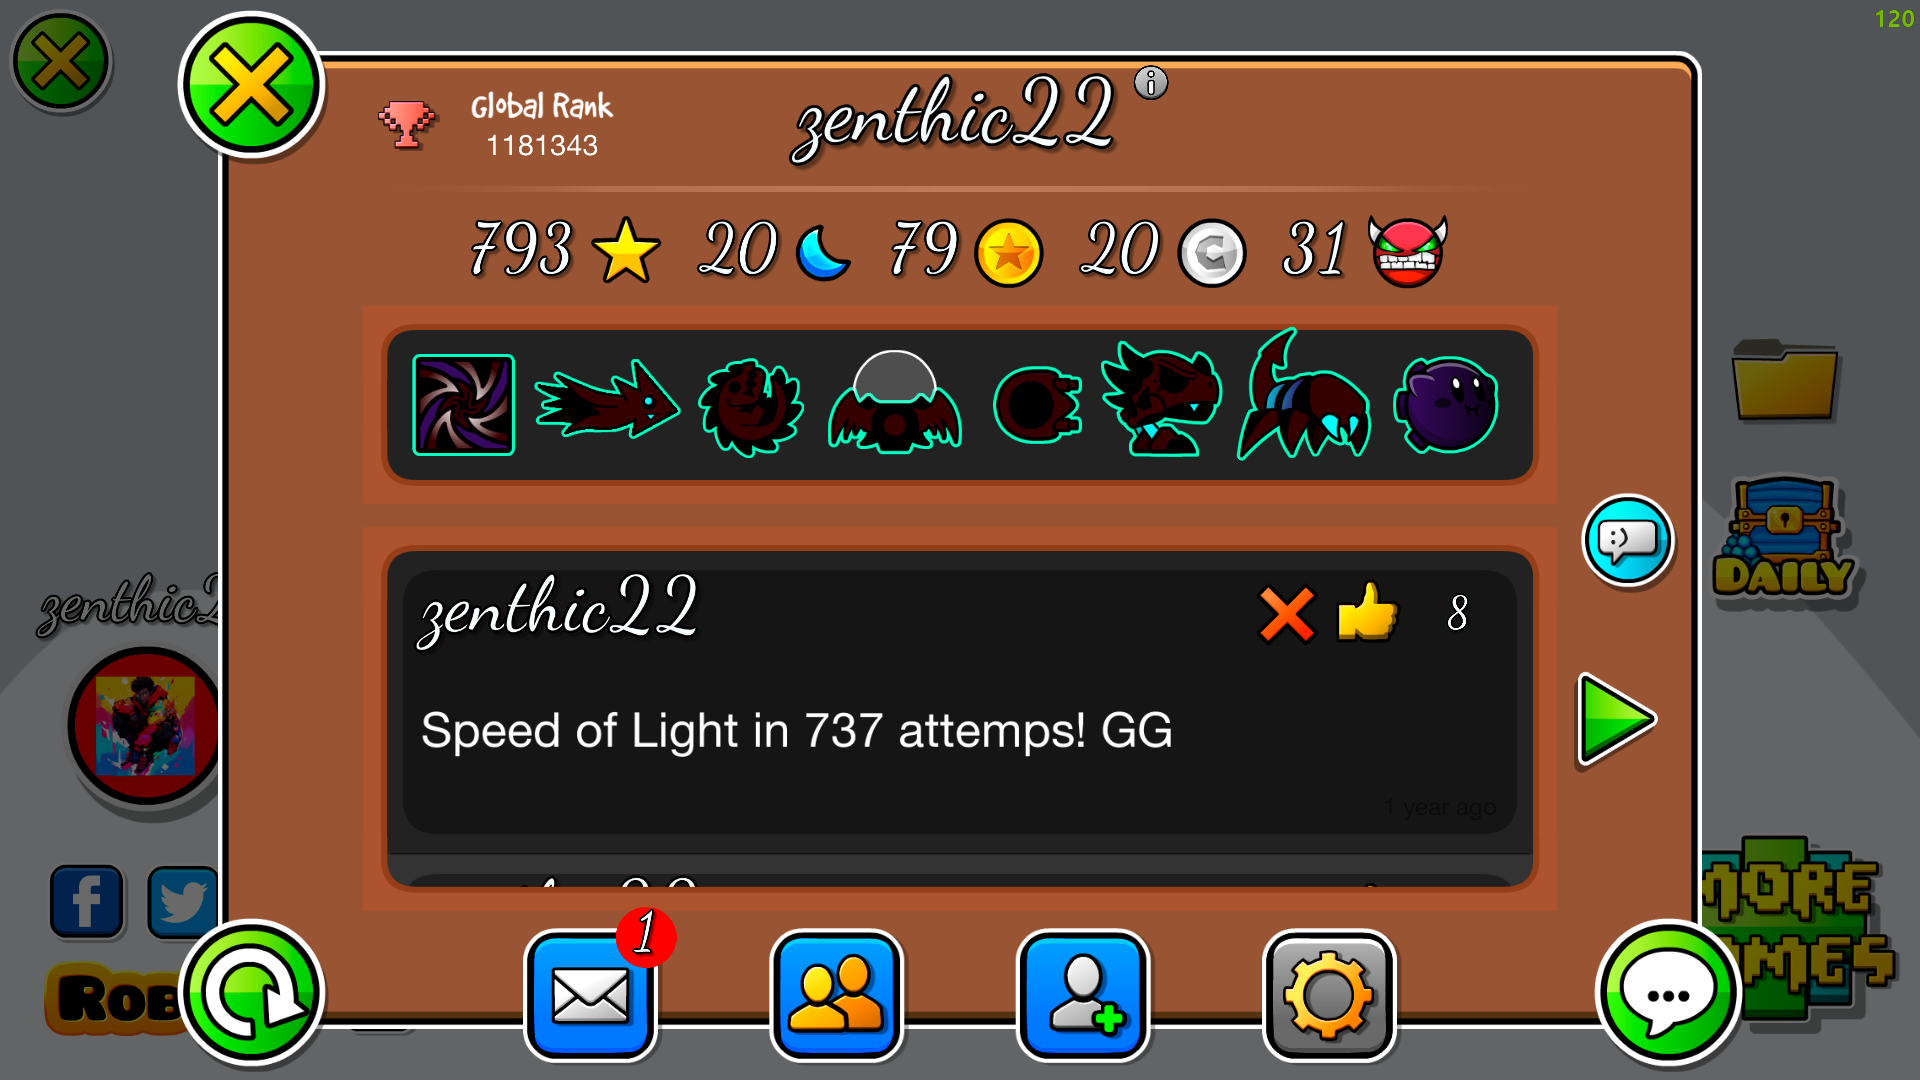 120
Global Rank
1181343
zenthic22
793 20 79 20 31
zenthic22
8
Speed of Light in 737 attemps! GG
1 year ago
1
DAILY